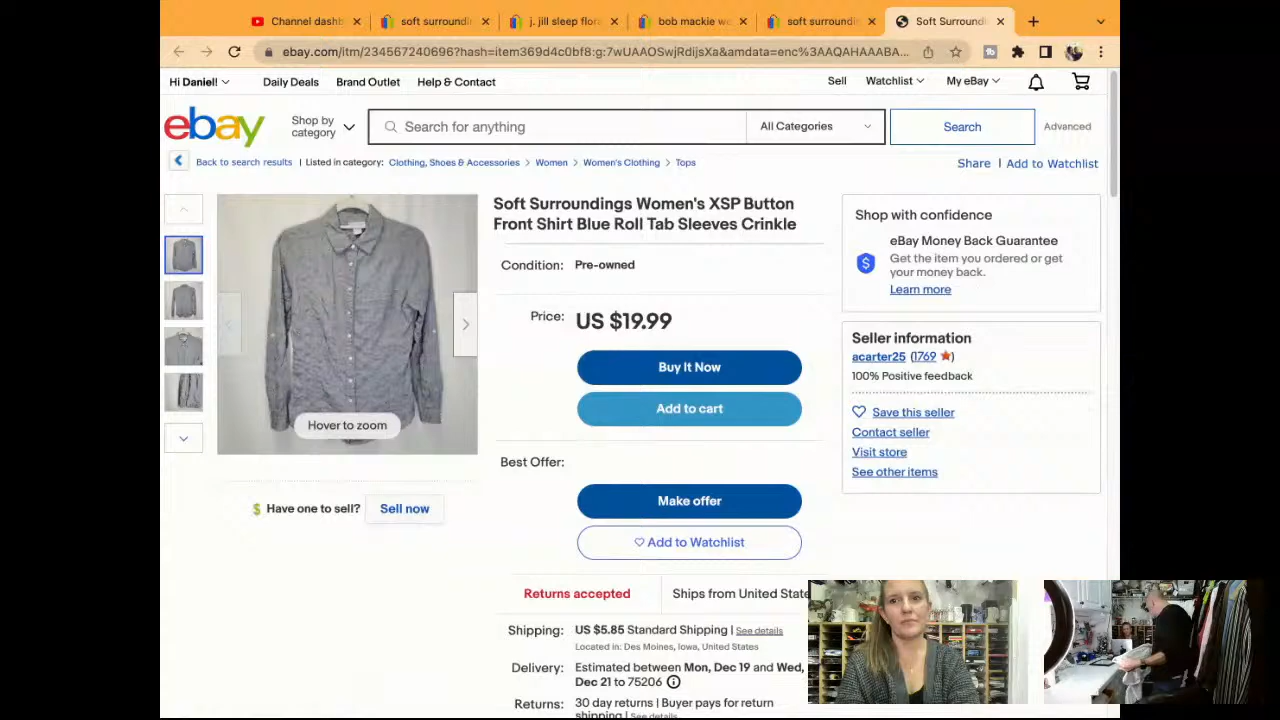 Channel dashb
soft surroundin
j. jill sleep flora
bob mackie wo
soft surroundin
Soft Surroundi
ebay.com/itm/234567240696?hash=item369d4c0bf8:g:7wUAAOSwjRdijsXa&amdata=enc%3AAQAHAAABA...
Hi Daniel!
Daily Deals
Brand Outlet
Help & Contact
Sell
Watchlist
My eBay
ebay
Shop by
category
Search for anything
All Categories
Search
Advanced
Back to search results
Listed in category:
Clothing, Shoes & Accessories > Women > Women's Clothing > Tops
Share | Add to Watchlist
Soft Surroundings Women's XSP Button
Front Shirt Blue Roll Tab Sleeves Crinkle
Condition: Pre-owned
Price: US $19.99
Buy It Now
Add to cart
Best Offer:
Make offer
Add to Watchlist
Hover to zoom
$ Have one to sell? Sell now
Returns accepted
Ships from United State
Shipping: US $5.85 Standard Shipping | See details
Located in: Des Moines, Iowa, United States
Delivery: Estimated between Mon, Dec 19 and Wed,
Dec 21 to 75206
Returns: 30 day returns | Buyer pays for return
shipping | See details
Shop with confidence
eBay Money Back Guarantee
Get the item you ordered or get
your money back.
Learn more
Seller information
acarter25 (1769)
100% Positive feedback
Save this seller
Contact seller
Visit store
See other items